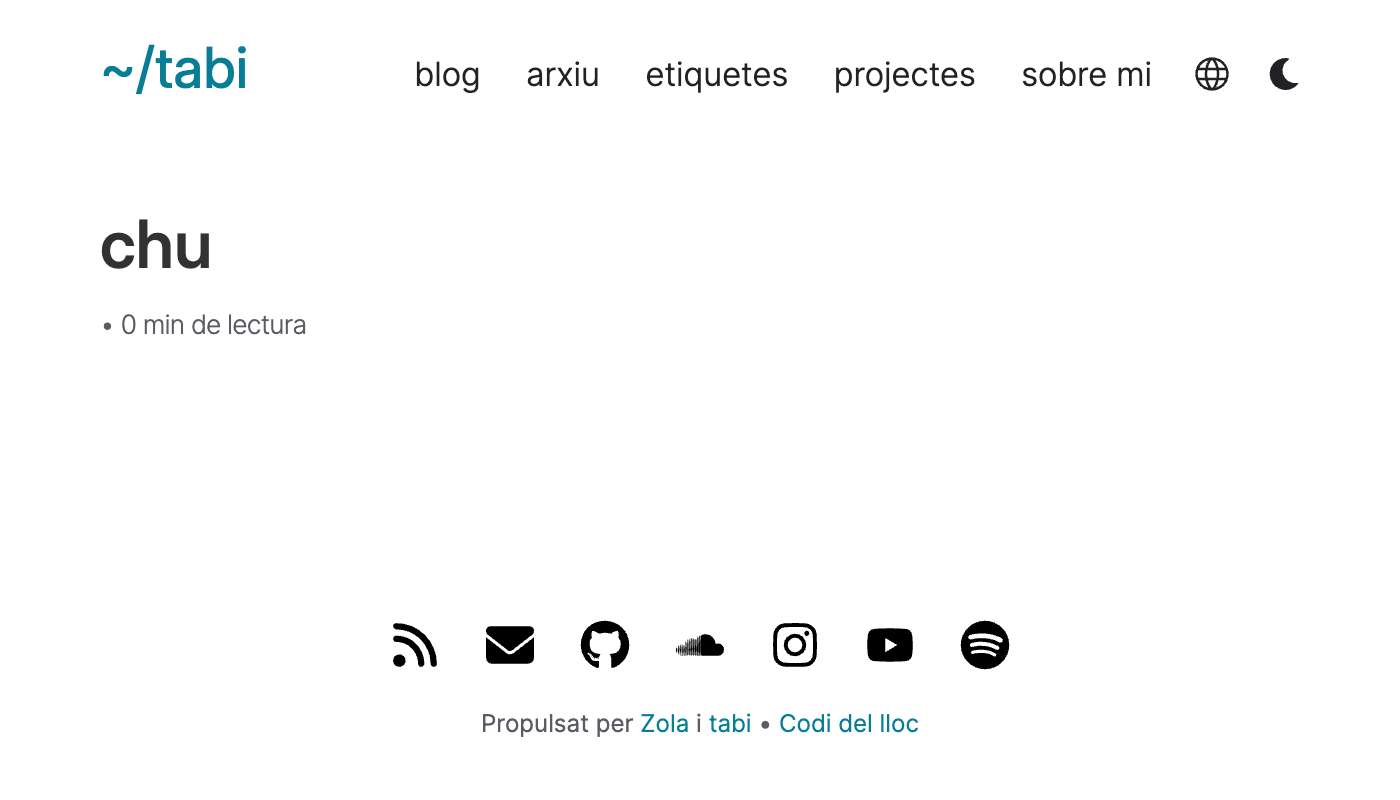 ~/tabi blog arxiu etiquetes projectes sobre mi
chu
• 0 min de lectura
Propulsat per Zola i tabi • Codi del lloc